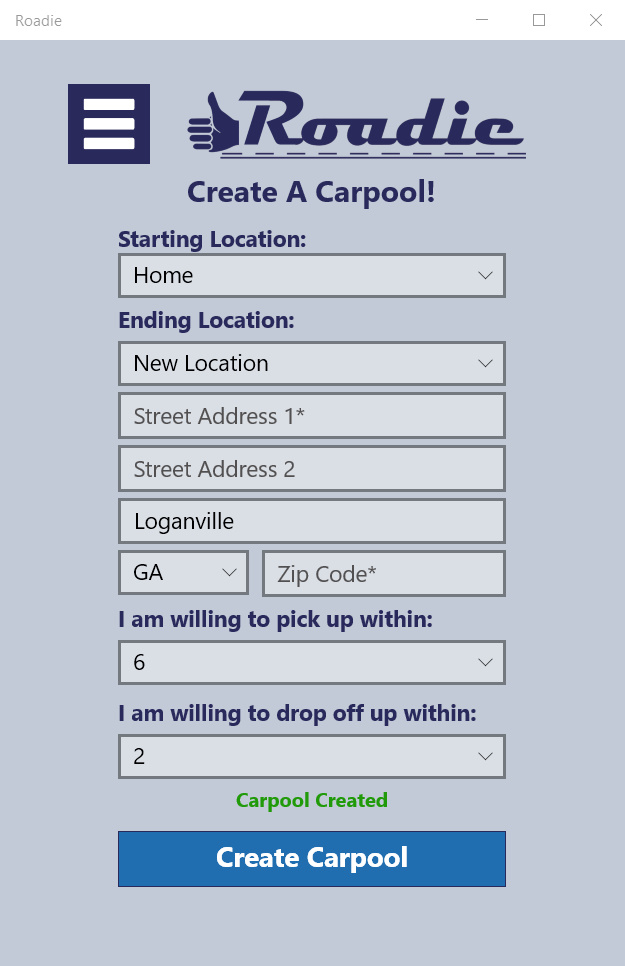 Roadie
Roadie
Create A Carpool!
Starting Location:
Home
Ending Location:
New Location
Street Address 1*
Street Address 2
Loganville
GA Zip Code*
I am willing to pick up within:
6
I am willing to drop off up within:
2
Carpool Created
Create Carpool